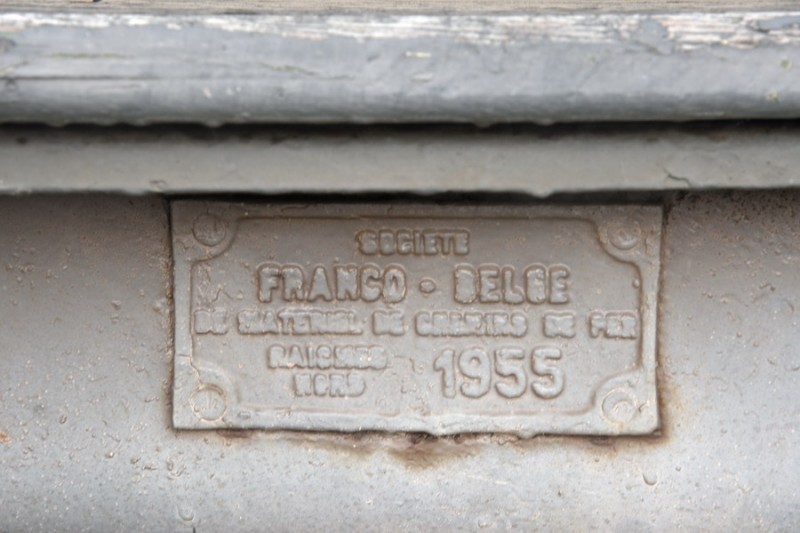 SOCIETE
FRANCO - BELGE
DE MATERIEL DE CHEMINS DE FER
RAISMES
NORD
1955